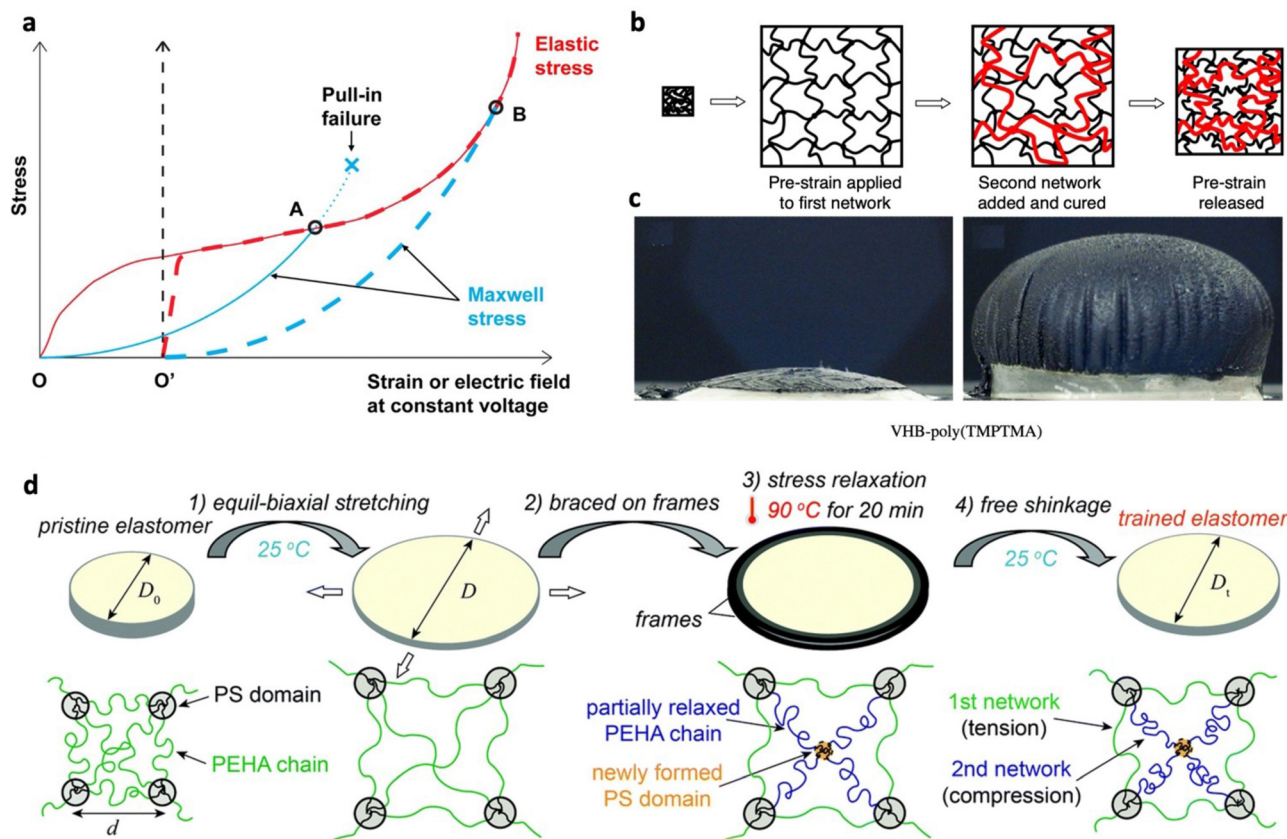 a
Elastic
stress
Pull-in
failure
B
A
Stress
Maxwell
stress
O
O'
Strain or electric field
at constant voltage
b
Pre-strain applied
to first network
Second network
added and cured
Pre-strain
released
c
VHB-poly(TMPTMA)
d
pristine elastomer
1) equil-biaxial stretching
25 °C
2) braced on frames
3) stress relaxation
90 °C for 20 min
4) free shinkage
25 °C
trained elastomer
D0
D
frames
Dt
PS domain
PEHA chain
d
partially relaxed
PEHA chain
newly formed
PS domain
1st network
(tension)
2nd network
(compression)